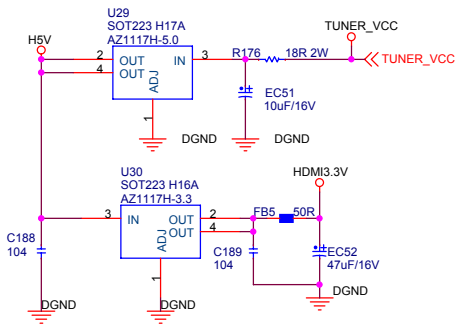 U29
SOT223 H17A
AZ1117H-5.0
H5V
TUNER_VCC
2
4
OUT
OUT
IN
ADJ
3
1
R176
18R 2W
TUNER_VCC
EC51
10uF/16V
DGND
DGND
U30
SOT223 H16A
AZ1117H-3.3
HDMI3.3V
3
IN
OUT
OUT
ADJ
2
4
1
FB5
50R
C188
104
C189
104
EC52
47uF/16V
DGND
DGND
DGND